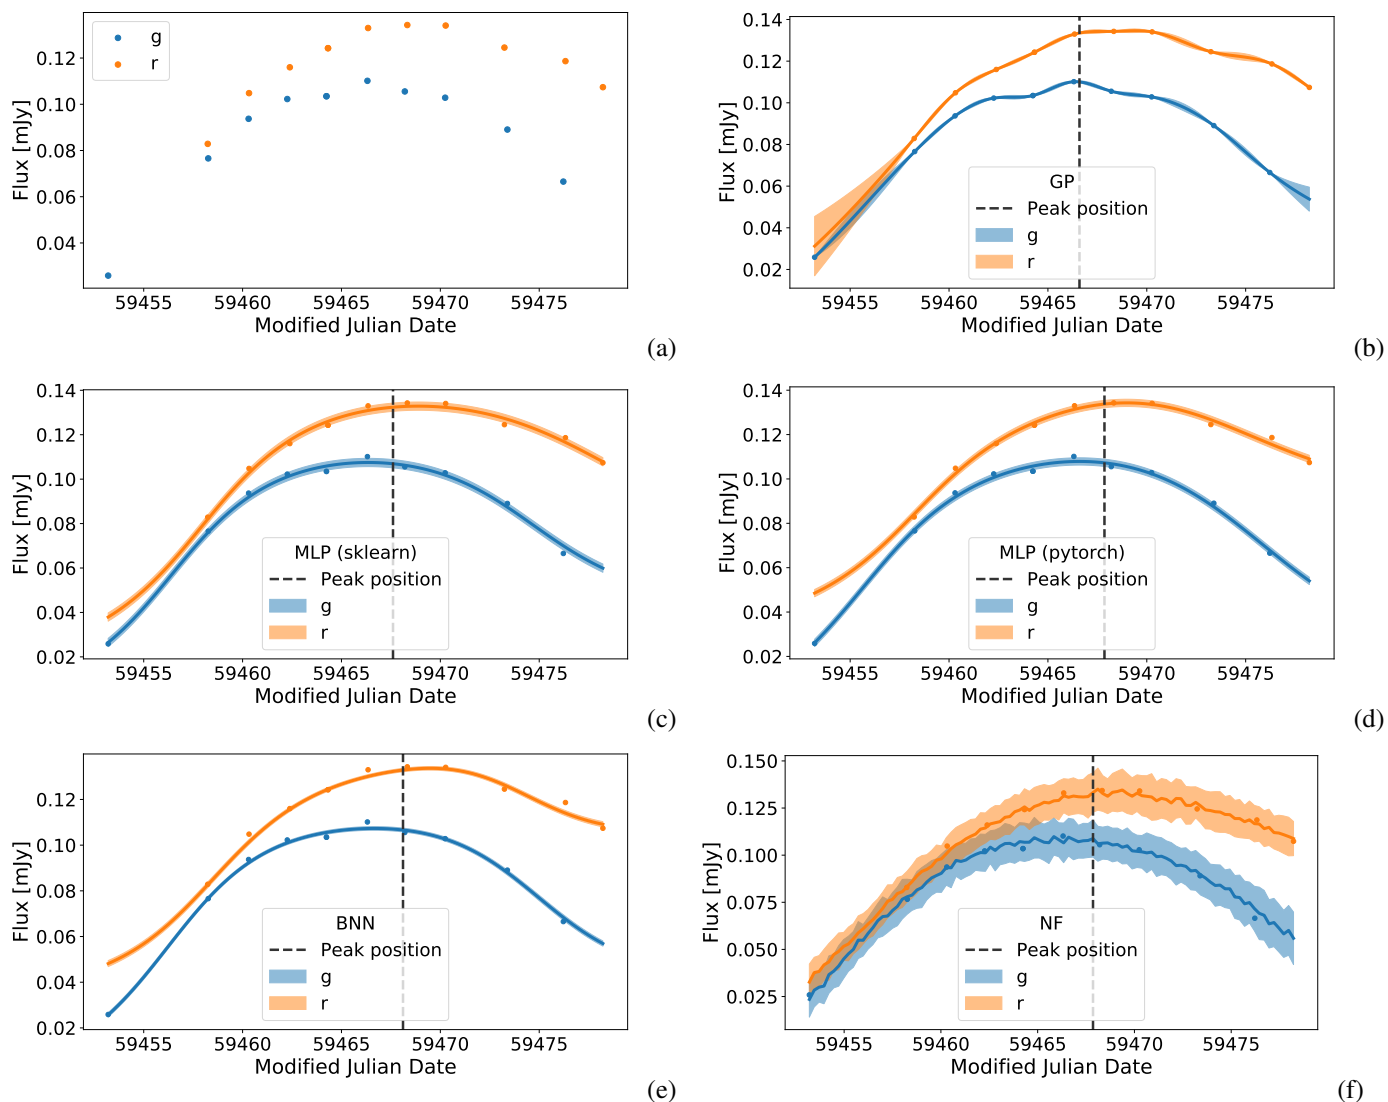 g
r
0.12
0.10
0.08
0.06
0.04
Flux [mJy]
59455 59460 59465 59470 59475
Modified Julian Date
(a)
0.14
0.12
0.10
0.08
0.06
0.04
0.02
Flux [mJy]
GP
Peak position
g
r
59455 59460 59465 59470 59475
Modified Julian Date
(b)
0.14
0.12
0.10
0.08
0.06
0.04
0.02
Flux [mJy]
MLP (sklearn)
Peak position
g
r
59455 59460 59465 59470 59475
Modified Julian Date
(c)
0.14
0.12
0.10
0.08
0.06
0.04
0.02
Flux [mJy]
MLP (pytorch)
Peak position
g
r
59455 59460 59465 59470 59475
Modified Julian Date
(d)
0.12
0.10
0.08
0.06
0.04
0.02
Flux [mJy]
BNN
Peak position
g
r
59455 59460 59465 59470 59475
Modified Julian Date
(e)
0.150
0.125
0.100
0.075
0.050
0.025
Flux [mJy]
NF
Peak position
g
r
59455 59460 59465 59470 59475
Modified Julian Date
(f)